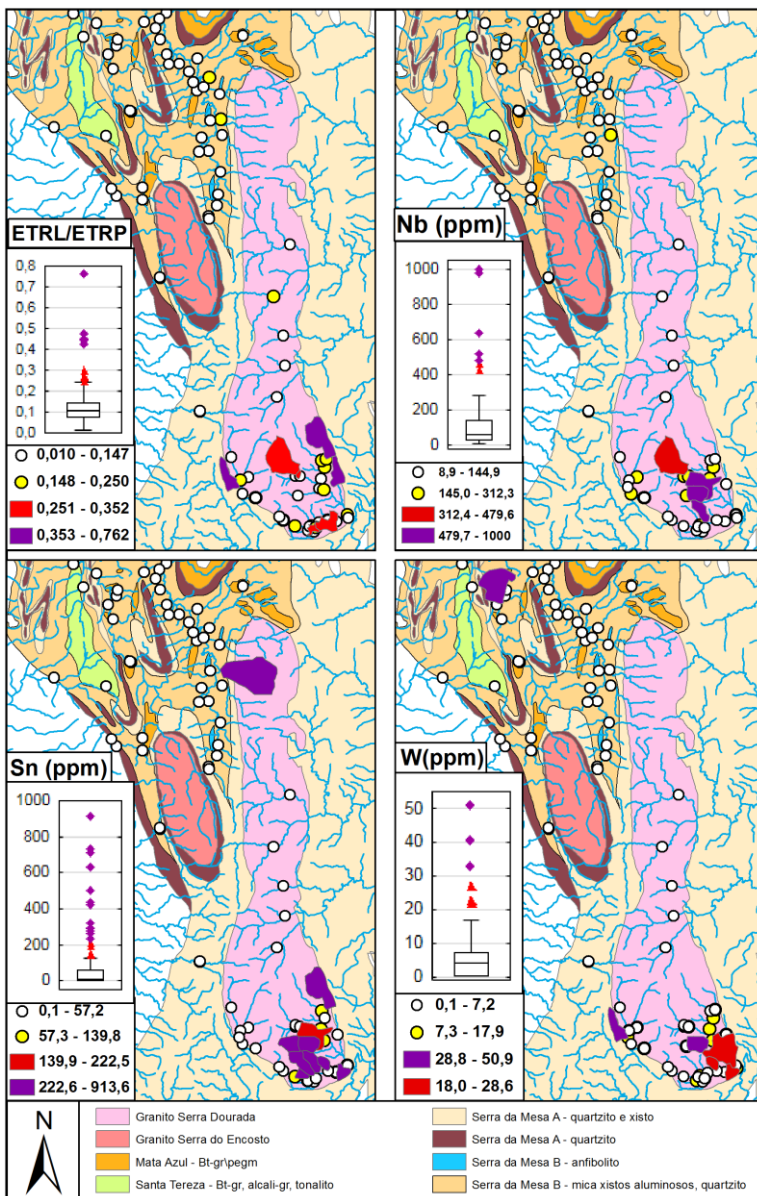 ETRL/ETRP
0,8
0,7
0,6
0,5
0,4
0,3
0,2
0,1
0,0
0,010 - 0,147
0,148 - 0,250
0,251 - 0,352
0,353 - 0,762
Nb (ppm)
1000
800
600
400
200
0
8,9 - 144,9
145,0 - 312,3
312,4 - 479,6
479,7 - 1000
Sn (ppm)
1000
800
600
400
200
0
0,1 - 57,2
57,3 - 139,8
139,9 - 222,5
222,6 - 913,6
W(ppm)
50
40
30
20
10
0
0,1 - 7,2
7,3 - 17,9
28,8 - 50,9
18,0 - 28,6
N
Granito Serra Dourada
Granito Serra do Encosto
Mata Azul - Bt-gr\pegm
Santa Tereza - Bt-gr, alcali-gr, tonalito
Serra da Mesa A - quartzito e xisto
Serra da Mesa A - quartzito
Serra da Mesa B - anfibolito
Serra da Mesa B - mica xistos aluminosos, quartzito